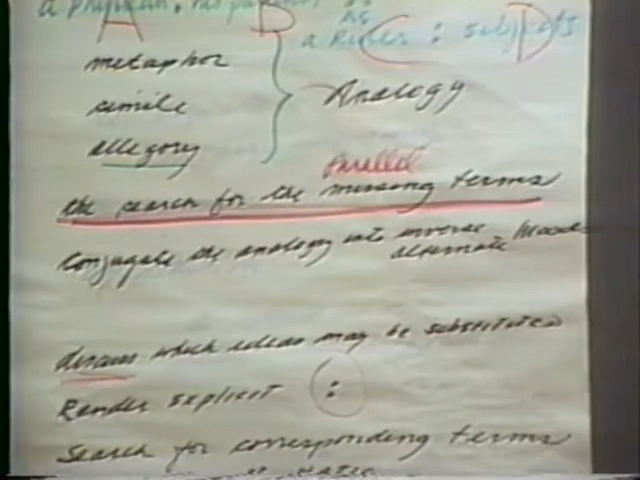 a physician : his patients
A B as
a Ruler : subjects
C D
metaphor
simile
Analogy
allegory
Parallel
the search for the missing terms
Conjugate the analogy into inverse
alternate
discuss which ideas may be substituted
Render explicit :
Search for corresponding terms